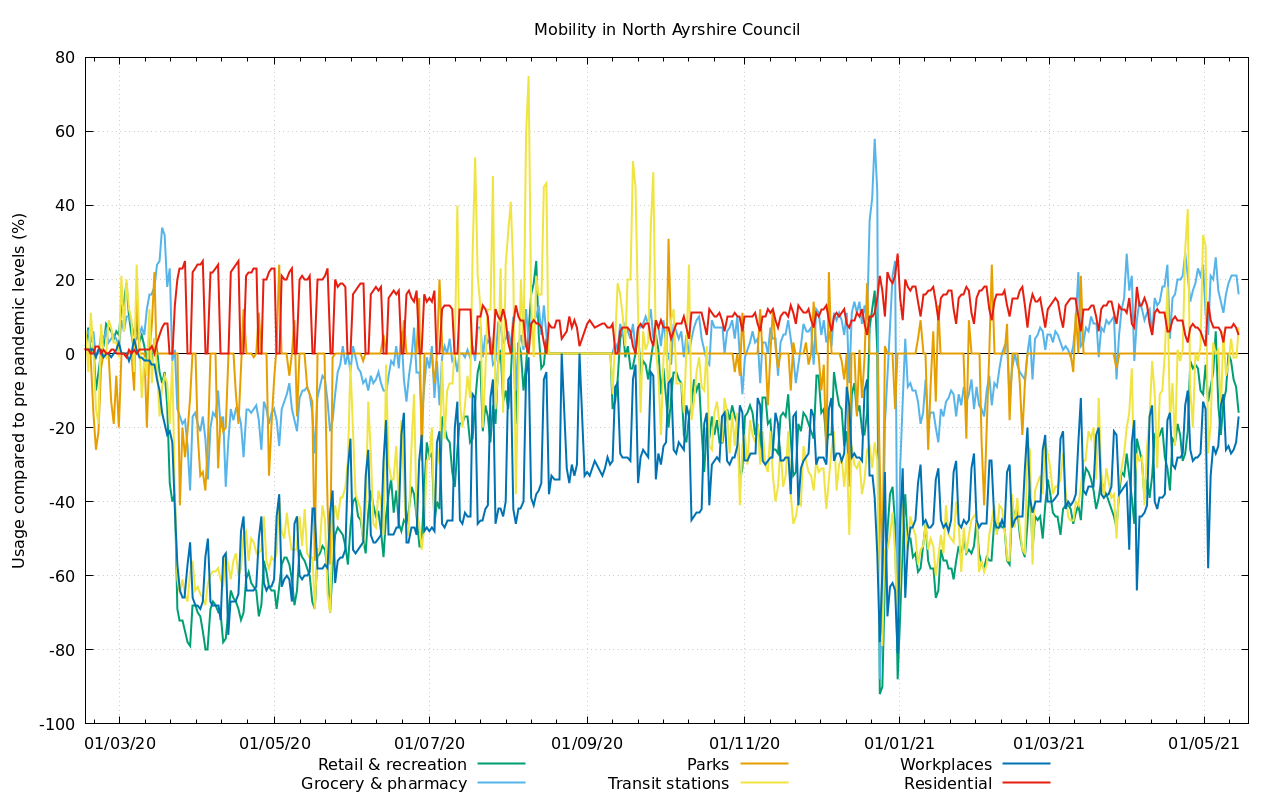 Mobility in North Ayrshire Council
Usage compared to pre pandemic levels (%)
80
60
40
20
0
-20
-40
-60
-80
-100
01/03/20 01/05/20 01/07/20 01/09/20 01/11/20 01/01/21 01/03/21 01/05/21
Retail & recreation Parks Workplaces
Grocery & pharmacy Transit stations Residential